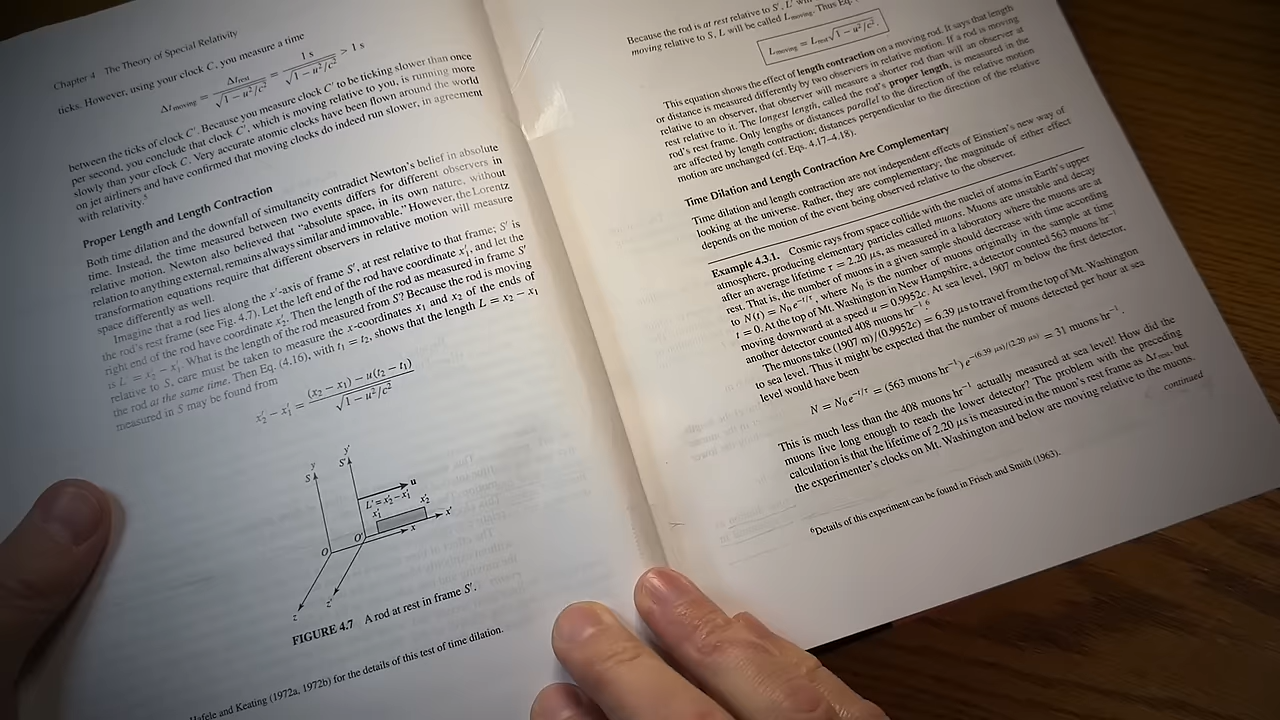 Chapter 4 The Theory of Special Relativity
ticks. However, using your clock C, you measure a time
Δt_moving = Δt_rest / √(1 − u²/c²) = 1 s / √(1 − u²/c²) > 1 s
between the ticks of clock C′. Because you measure clock C′ to be ticking slower than once
per second, you conclude that clock C′, which is moving relative to you, is running more
slowly than your clock C. Very accurate atomic clocks have been flown around the world
on jet airliners and have confirmed that moving clocks do indeed run slower, in agreement
with relativity.⁵
Proper Length and Length Contraction
Both time dilation and the downfall of simultaneity contradict Newton's belief in absolute
time. Instead, the time measured between two events differs for different observers in
relative motion. Newton also believed that "absolute space, in its own nature, without
relation to anything external, remains always similar and immovable." However, the Lorentz
transformation equations require that different observers in relative motion will measure
space differently as well.
Imagine that a rod lies along the x′-axis of frame S′, at rest relative to that frame; S′ is
the rod's rest frame (see Fig. 4.7). Let the left end of the rod have coordinate x′₁, and let the
right end of the rod have coordinate x′₂. Then the length of the rod as measured in frame S′
is L′ = x′₂ − x′₁. What is the length of the rod measured from S? Because the rod is moving
relative to S, care must be taken to measure the x-coordinates x₁ and x₂ of the ends of
the rod at the same time. Then Eq. (4.16), with t₁ = t₂, shows that the length L = x₂ − x₁
measured in S may be found from
x′₂ − x′₁ = ((x₂ − x₁) − u(t₂ − t₁)) / √(1 − u²/c²)
y
S
y′
S′
u
L′ = x′₂ − x′₁
x′₁
x′₂
x′
x
O
O′
z
z′
FIGURE 4.7 A rod at rest in frame S′.
Hafele and Keating (1972a, 1972b) for the details of this test of time dilation.
Because the rod is at rest relative to S′, L′
moving relative to S, L will be called L_moving. Thus Eq.
L_moving = L_rest √(1 − u²/c²).
This equation shows the effect of length contraction on a moving rod. It says that length
or distance is measured differently by two observers in relative motion. If a rod is moving
relative to an observer, that observer will measure a shorter rod than will an observer at
rest relative to it. The longest length, called the rod's proper length, is measured in the
rod's rest frame. Only lengths or distances parallel to the direction of the relative motion
are affected by length contraction; distances perpendicular to the direction of the relative
motion are unchanged (cf. Eqs. 4.17–4.18).
Time Dilation and Length Contraction Are Complementary
Time dilation and length contraction are not independent effects of Einstien's new way of
looking at the universe. Rather, they are complementary; the magnitude of either effect
depends on the motion of the event being observed relative to the observer.
Example 4.3.1. Cosmic rays from space collide with the nuclei of atoms in Earth's upper
atmosphere, producing elementary particles called muons. Muons are unstable and decay
after an average lifetime τ = 2.20 μs, as measured in a laboratory where the muons are at
rest. That is, the number of muons in a given sample should decrease with time according
to N(t) = N₀e^(−t/τ), where N₀ is the number of muons originally in the sample at time
t = 0. At the top of Mt. Washington in New Hampshire, a detector counted 563 muons hr⁻¹
moving downward at a speed u = 0.9952c. At sea level, 1907 m below the first detector,
another detector counted 408 muons hr⁻¹.⁶
The muons take (1907 m)/(0.9952c) = 6.39 μs to travel from the top of Mt. Washington
to sea level. Thus it might be expected that the number of muons detected per hour at sea
level would have been
N = N₀e^(−t/τ) = (563 muons hr⁻¹) e^(−(6.39 μs)/(2.20 μs)) = 31 muons hr⁻¹.
This is much less than the 408 muons hr⁻¹ actually measured at sea level! How did the
muons live long enough to reach the lower detector? The problem with the preceding
calculation is that the lifetime of 2.20 μs is measured in the muon's rest frame as Δt_rest, but
the experimenter's clocks on Mt. Washington and below are moving relative to the muons.
continued
⁶Details of this experiment can be found in Frisch and Smith (1963).